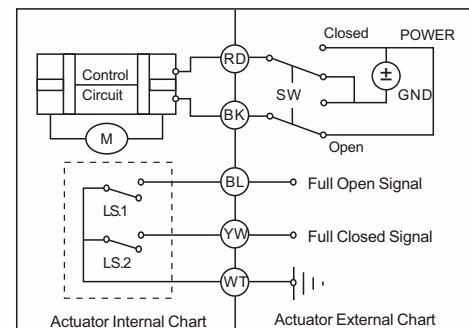 Closed POWER
RD
Control
Circuit
SW
±
GND
BK
M
Open
BL
Full Open Signal
LS.1
YW
Full Closed Signal
LS.2
WT
Actuator Internal Chart
Actuator External Chart